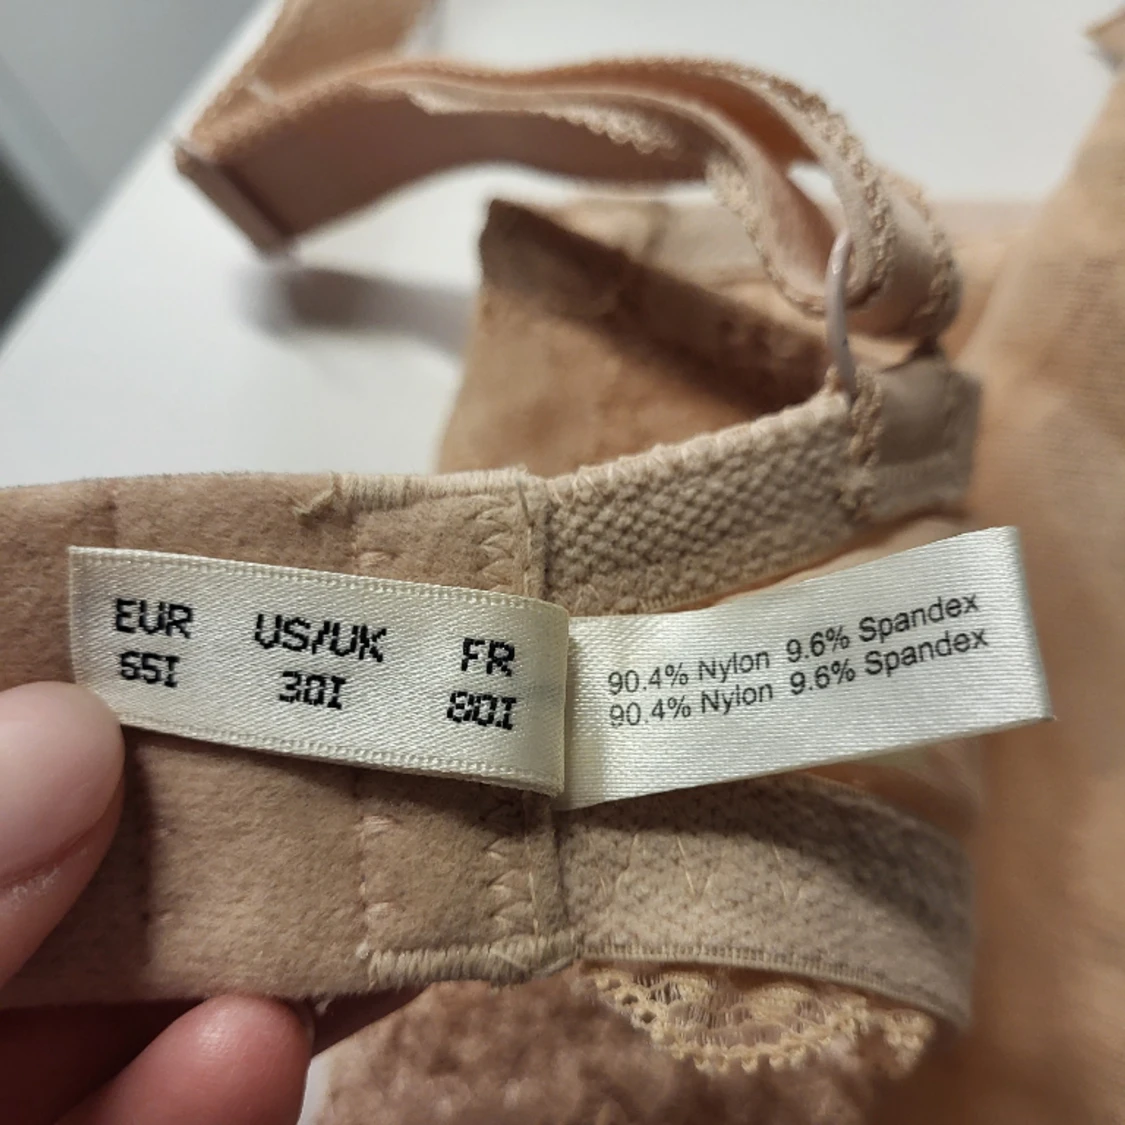 EUR US/UK FR
65I 30I 80I
90.4% Nylon 9.6% Spandex
90.4% Nylon 9.6% Spandex